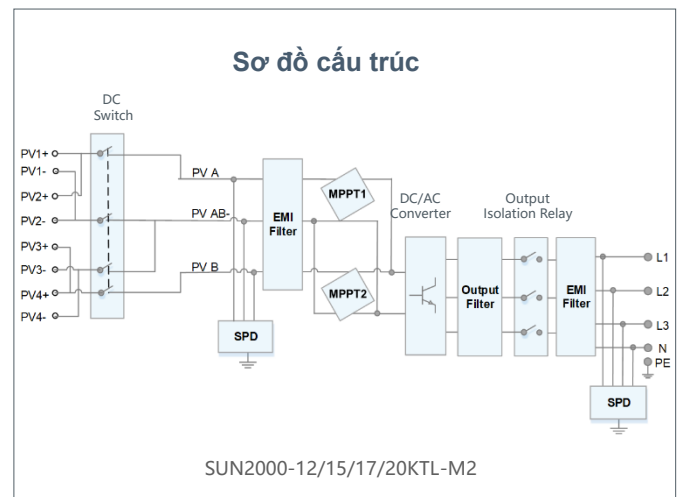 Sơ đồ cấu trúc
DC
Switch
PV1+
PV1-
PV2+
PV2-
PV3+
PV3-
PV4+
PV4-
PV A
PV AB-
PV B
SPD
EMI
Filter
MPPT1
MPPT2
DC/AC
Converter
Output
Filter
Output
Isolation Relay
EMI
Filter
L1
L2
L3
N
PE
SPD
SUN2000-12/15/17/20KTL-M2